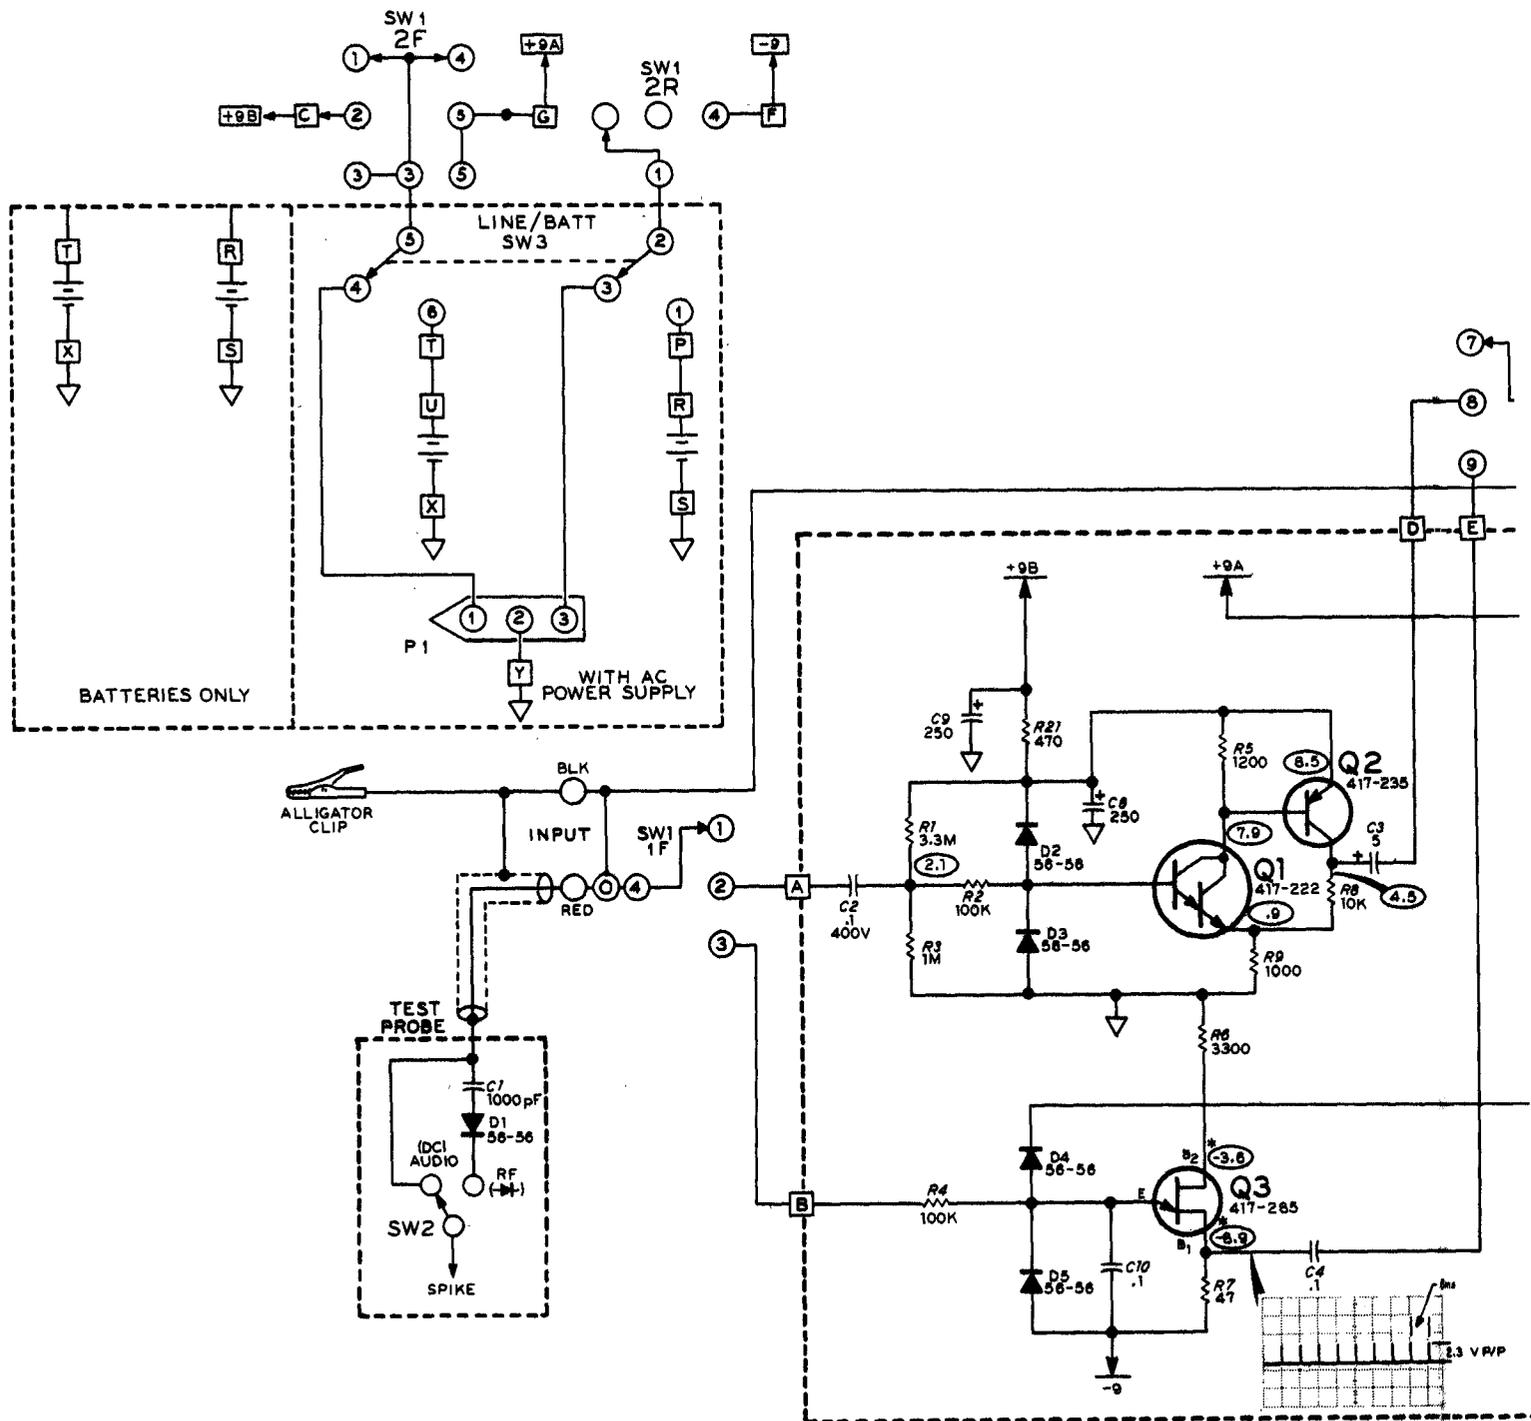 SW1
2F
1
4
+9A
-9
SW1
2R
+9B
C
2
5
G
4
F
3
3
5
1
LINE/BATT
SW3
5
2
T
R
4
3
6
1
T
P
X
S
U
R
X
S
7
8
9
D
E
1
2
3
P1
Y
BATTERIES ONLY
WITH AC
POWER SUPPLY
+9B
+9A
C9
250
+
R21
470
+
C8
250
R5
1200
8.5
Q2
417-235
ALLIGATOR
CLIP
BLK
INPUT
SW1
1F
1
RED
4
2
3
A
C2
.1
400V
R1
3.3M
2.1
R2
100K
R3
1M
D2
56-56
D3
56-56
7.9
Q1
417-222
.9
R9
1000
R8
10K
+
C3
5
4.5
TEST
PROBE
C1
1000pF
D1
56-56
(DC)
AUDIO
RF
SW2
SPIKE
R6
3300
B
R4
100K
D4
56-56
D5
56-56
C10
.1
E
B2
*
-3.6
Q3
417-285
*
-8.9
B1
R7
47
C4
.1
-9
8ms
2.3 V P/P